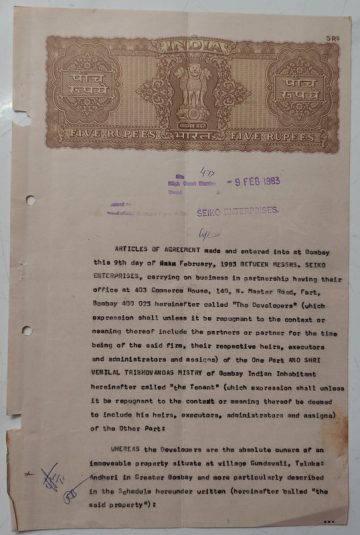 5 RS
INDIA
पांच
रूपये
पांच
रूपये
FIVE RUPEES भारत FIVE RUPEES
- 9 FEB 1983
High Court
SEIKO ENTERPRISES.
ARTICLES OF AGREEMENT made and entered into at Bombay
this 9th day of February, 1983 BETWEEN MESSRS. SEIKO
ENTERPRISES, carrying on business in partnership having their
office at 403 Commerce House, 140, N. Master Road, Fort,
Bombay 400 023 hereinafter called "The Developers" (which
expression shall unless it be repugnant to the context or
meaning thereof include the partners or partner for the time
being of the said firm, their respective heirs, executors
and administrators and assigns) of the One Part AND SHRI
VENILAL TRIBHOVANDAS MISTRY of Bombay Indian Inhabitant
hereinafter called "the Tenant" (which expression shall unless
it be repugnant to the context or meaning thereof be deemed
to include his heirs, executors, administrators and assigns)
of the Other Part:
WHEREAS the Developers are the absolute owners of an
immoveable property situate at village Gundavali, Taluka:
Andheri in Greater Bombay and more particularly described
in the Schedule hereunder written (hereinafter called "the
said property"):
...